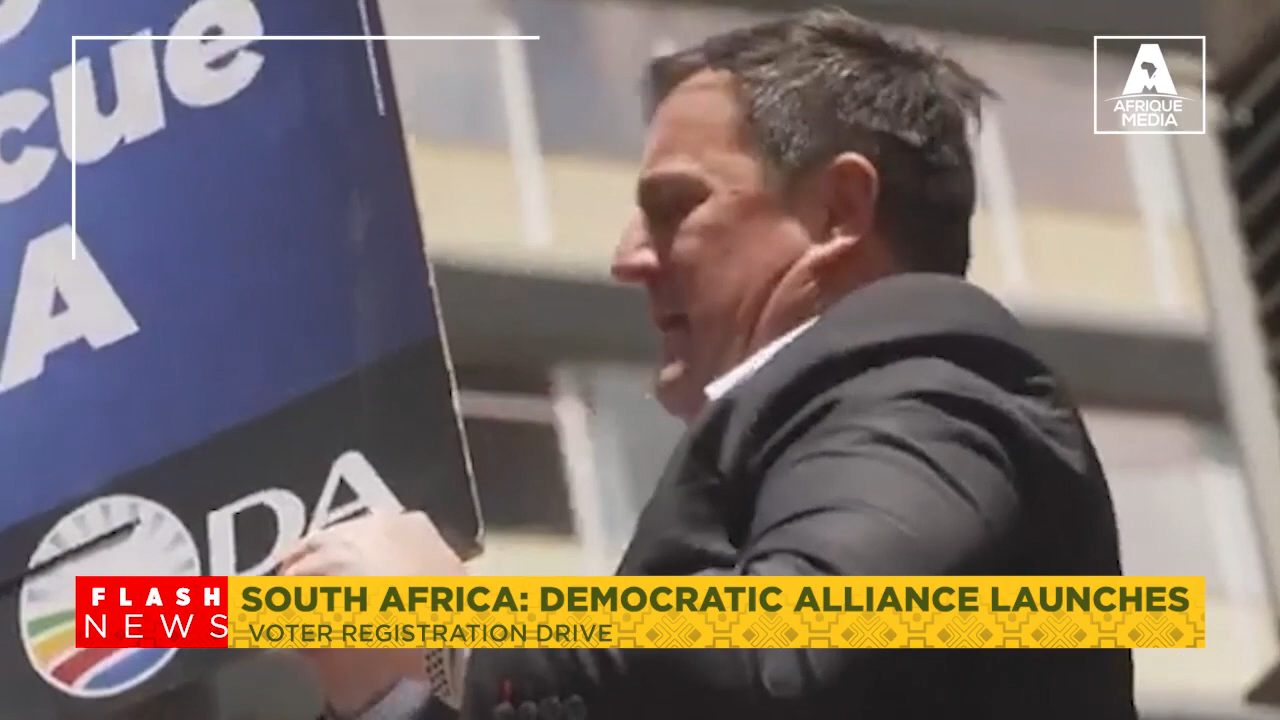 cue
A
DA
AFRIQUE
MEDIA
FLASH
NEWS
SOUTH AFRICA: DEMOCRATIC ALLIANCE LAUNCHES
VOTER REGISTRATION DRIVE